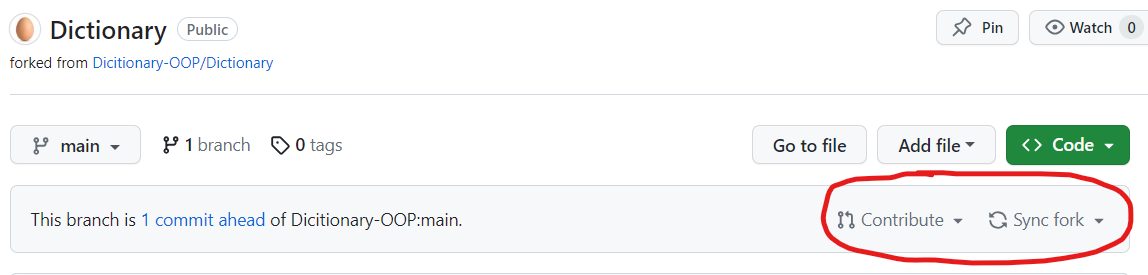 Dictionary Public
Pin
Watch 0
forked from Dicitionary-OOP/Dictionary
main
1 branch
0 tags
Go to file
Add file
Code
This branch is 1 commit ahead of Dicitionary-OOP:main.
Contribute
Sync fork